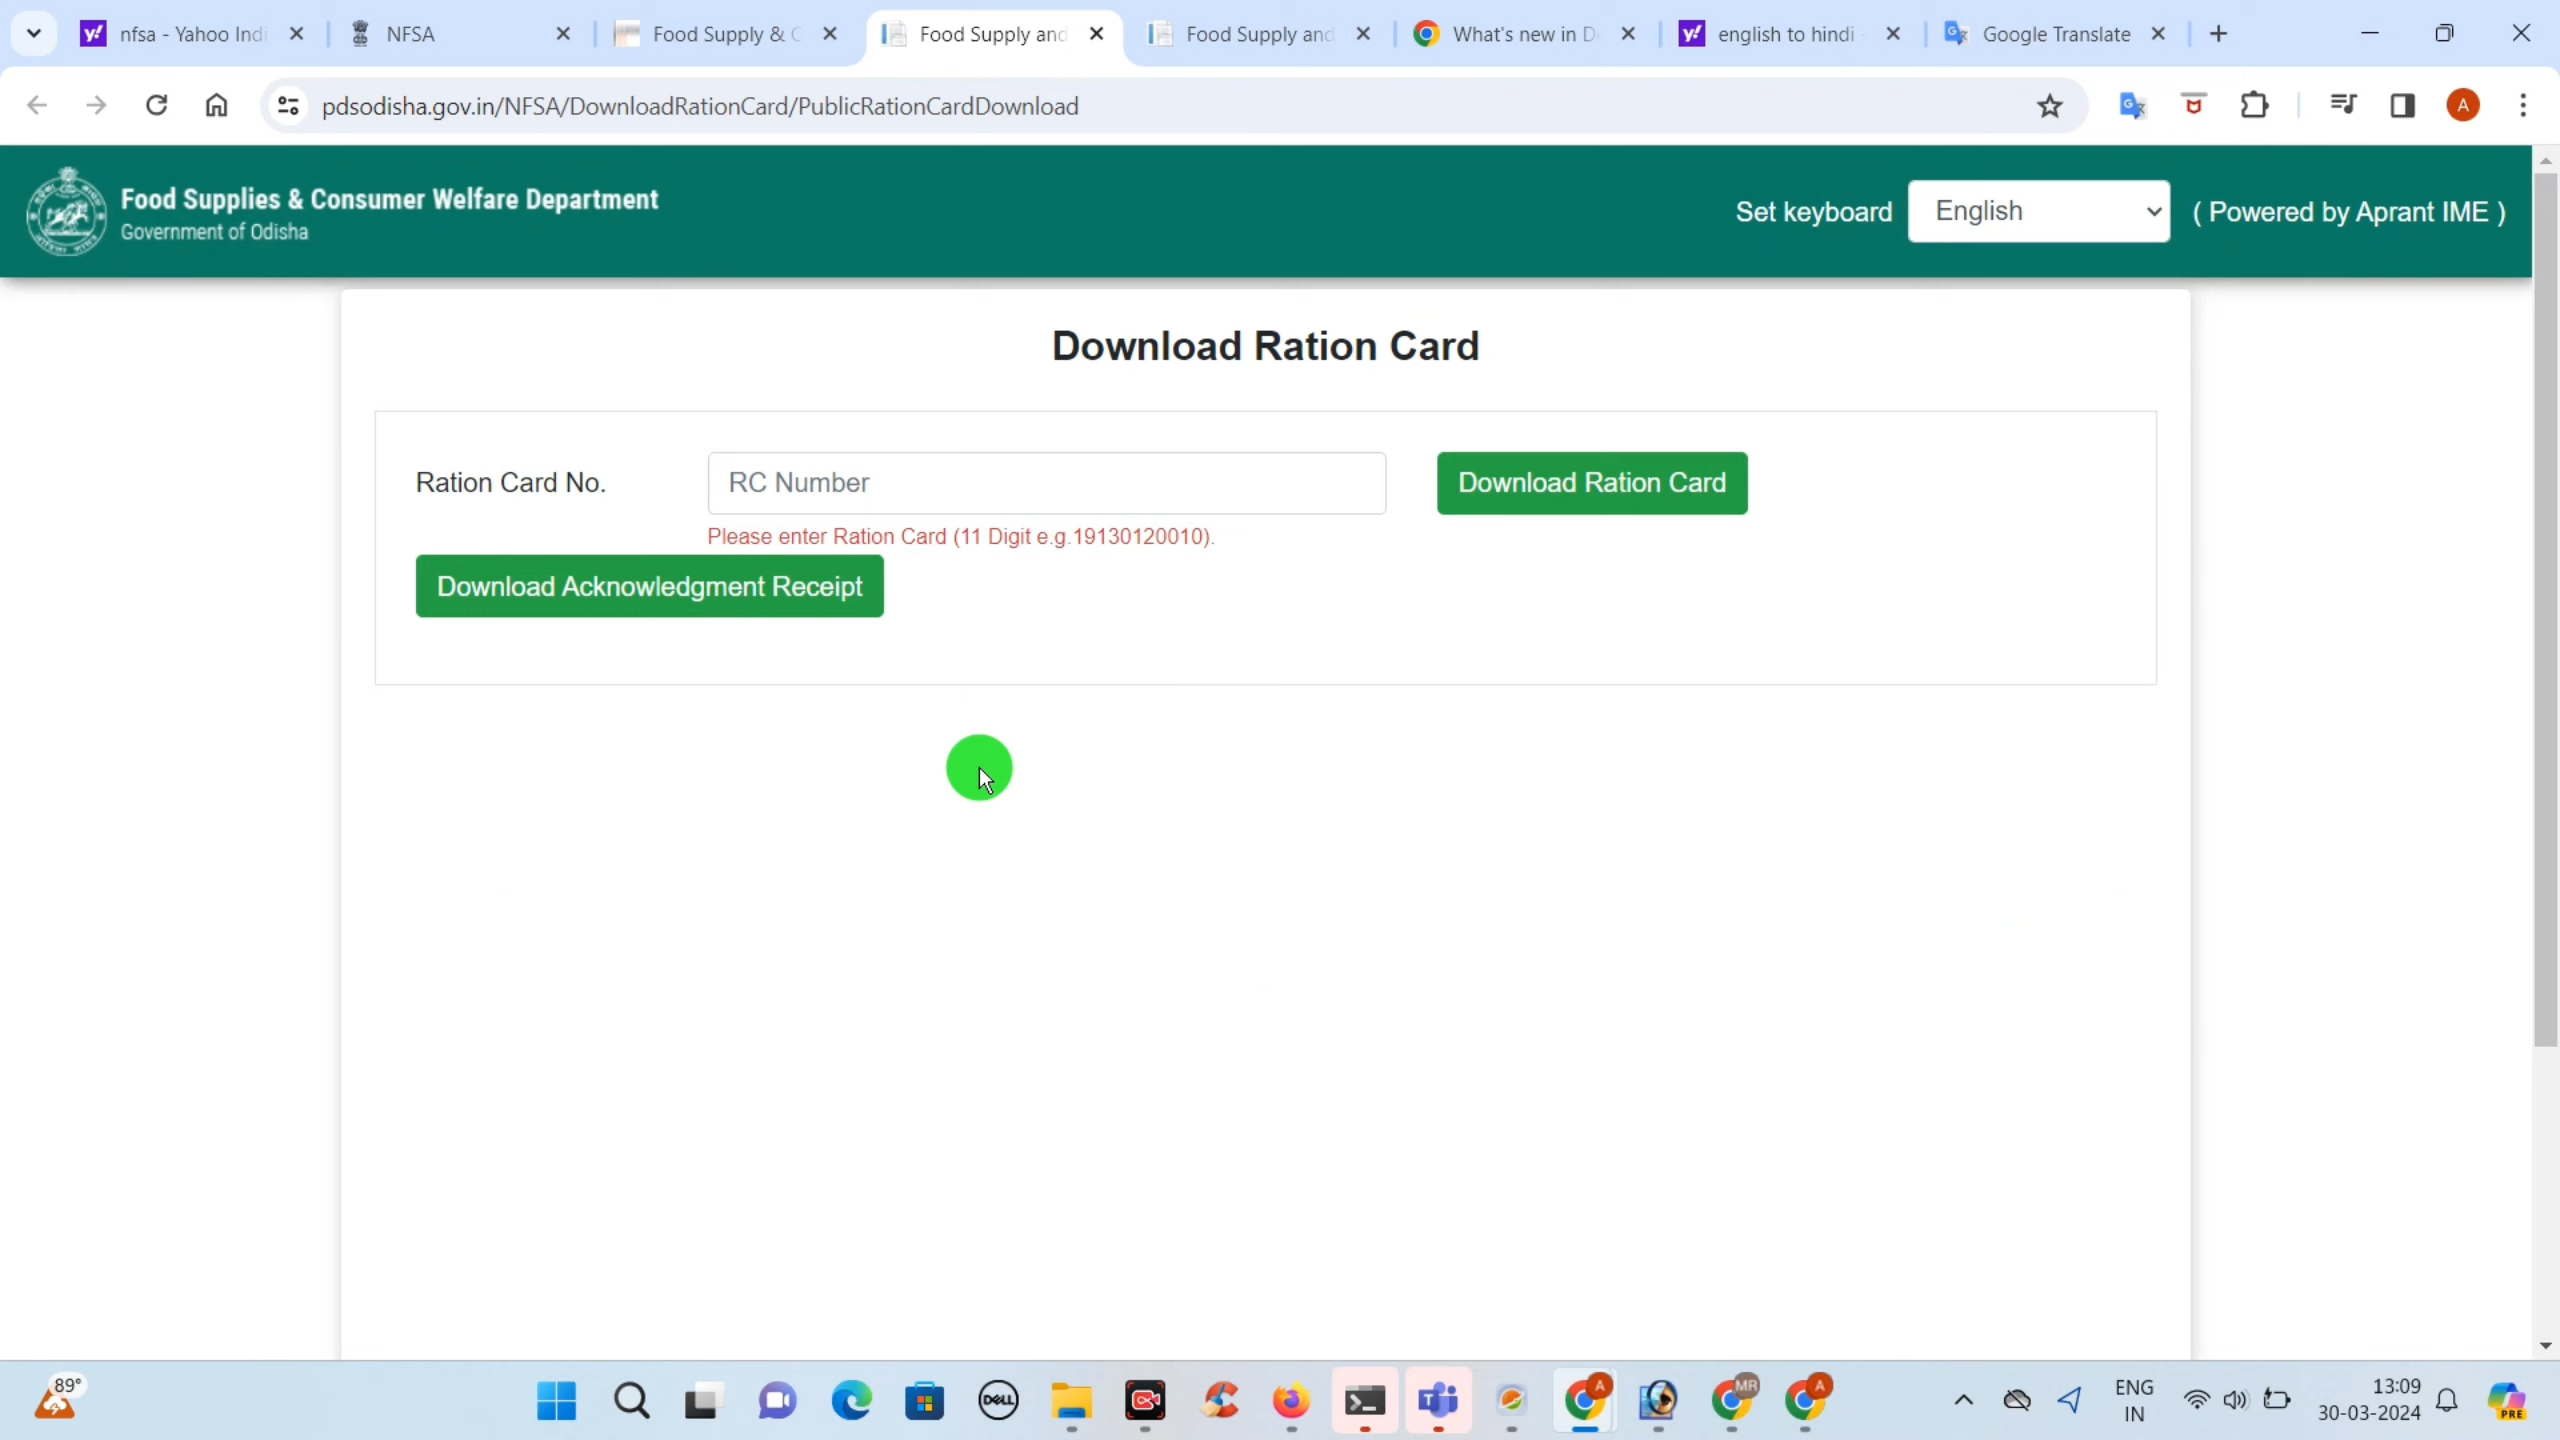 nfsa - Yahoo Indi
NFSA
Food Supply & C
Food Supply and
Food Supply and
What's new in D
english to hindi
Google Translate
pdsodisha.gov.in/NFSA/DownloadRationCard/PublicRationCardDownload
A
Food Supplies & Consumer Welfare Department
Government of Odisha
Set keyboard English ( Powered by Aprant IME )
Download Ration Card
Ration Card No. RC Number Download Ration Card
Please enter Ration Card (11 Digit e.g.19130120010).
Download Acknowledgment Receipt
89°
DELL
A
MR
A
ENG
IN
13:09
30-03-2024
PRE